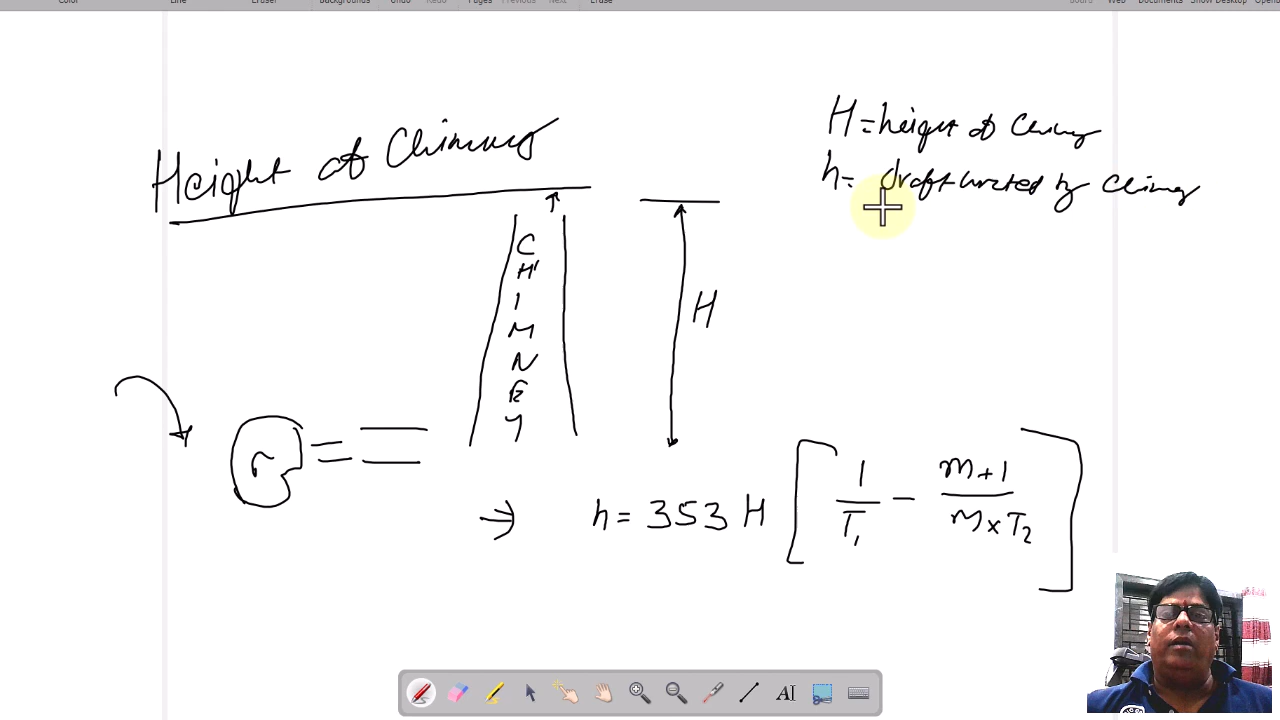 Height of Chimney
H = height of Chimney
h = draft created by Chimney
C
H
I
M
N
E
Y
H
⇒ h = 353 H [ 1/T₁ − m+1/m×T₂ ]